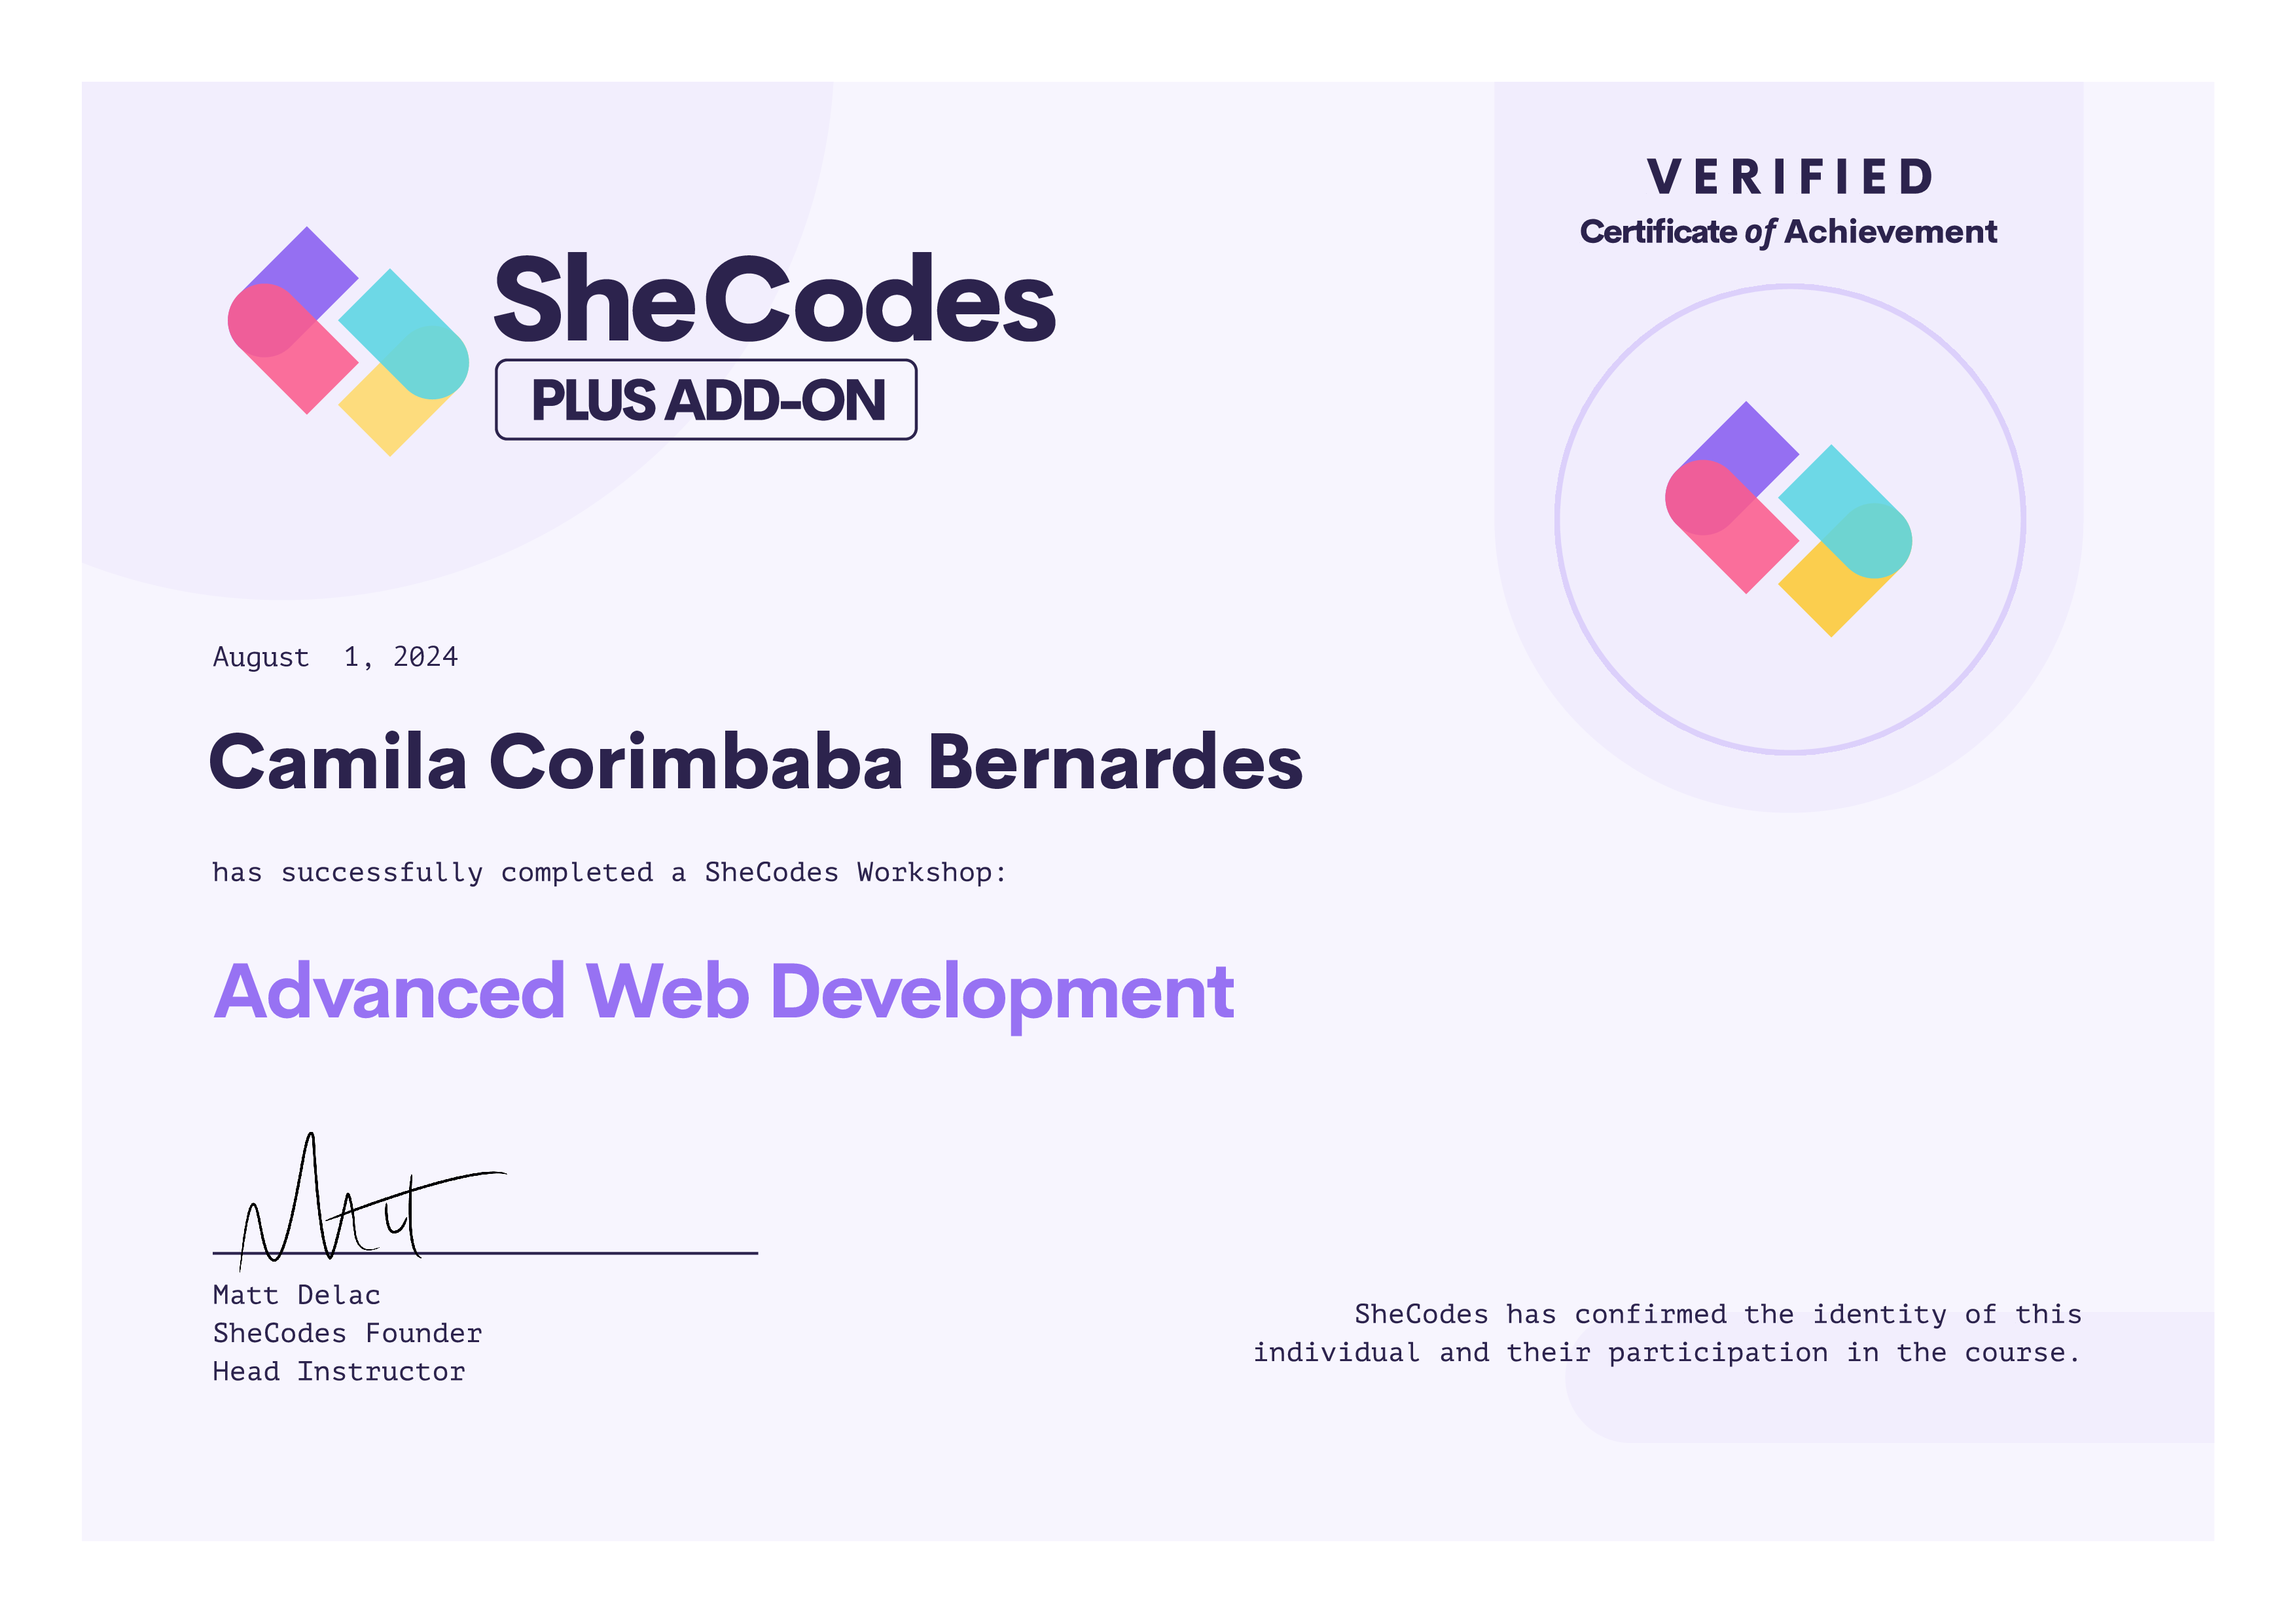 SheCodes
PLUS ADD-ON
VERIFIED
Certificate of Achievement
August 1, 2024
Camila Corimbaba Bernardes
has successfully completed a SheCodes Workshop:
Advanced Web Development
Matt
Matt Delac
SheCodes Founder
Head Instructor
SheCodes has confirmed the identity of this
individual and their participation in the course.